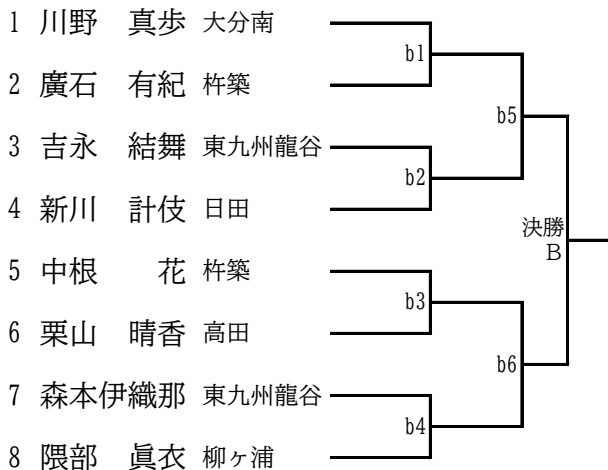 1 川野　真歩 大分南
b1
2 廣石　有紀 杵築
b5
3 吉永　結舞 東九州龍谷
b2
4 新川　計伎 日田
決勝
B
5 中根　　花 杵築
b3
6 栗山　晴香 高田
b6
7 森本伊織那 東九州龍谷
b4
8 隈部　眞衣 柳ヶ浦